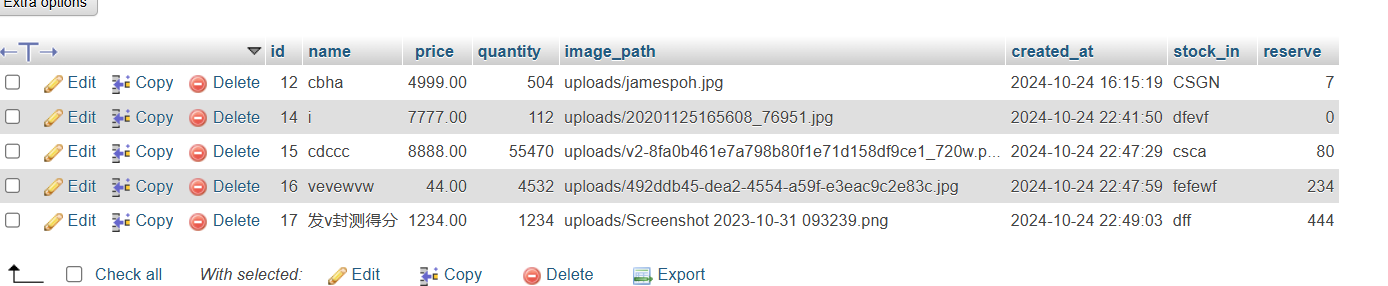 Extra options
id name price quantity image_path created_at stock_in reserve
Edit Copy Delete 12 cbha 4999.00 504 uploads/jamespoh.jpg 2024-10-24 16:15:19 CSGN 7
Edit Copy Delete 14 i 7777.00 112 uploads/20201125165608_76951.jpg 2024-10-24 22:41:50 dfevf 0
Edit Copy Delete 15 cdccc 8888.00 55470 uploads/v2-8fa0b461e7a798b80f1e71d158df9ce1_720w.p... 2024-10-24 22:47:29 csca 80
Edit Copy Delete 16 vevewvw 44.00 4532 uploads/492ddb45-dea2-4554-a59f-e3eac9c2e83c.jpg 2024-10-24 22:47:59 fefewf 234
Edit Copy Delete 17 发v封测得分 1234.00 1234 uploads/Screenshot 2023-10-31 093239.png 2024-10-24 22:49:03 dff 444
Check all With selected: Edit Copy Delete Export